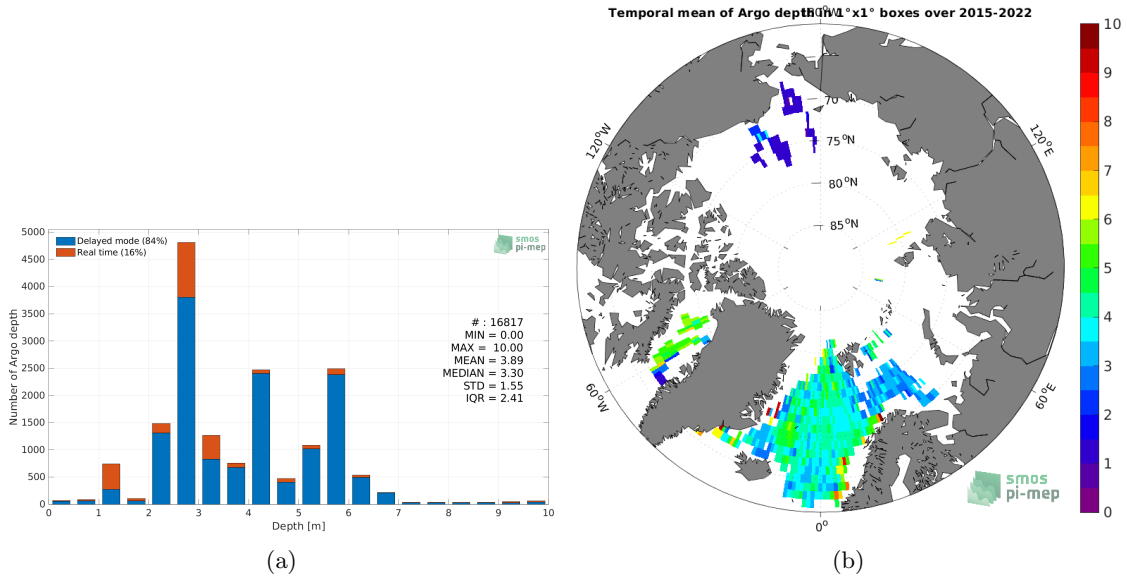 Temporal mean of Argo depth in 1°x1° boxes over 2015-2022
Number of Argo depth
5000
4500
4000
3500
3000
2500
2000
1500
1000
500
0
Delayed mode (84%)
Real time (16%)
smos
pi-mep
# : 16817
MIN = 0.00
MAX = 10.00
MEAN = 3.89
MEDIAN = 3.30
STD = 1.55
IQR = 2.41
0 1 2 3 4 5 6 7 8 9 10
Depth [m]
(a)
120°W
120°E
75°N
80°N
85°N
60°W
60°E
0°
smos
pi-mep
10
9
8
7
6
5
4
3
2
1
0
(b)